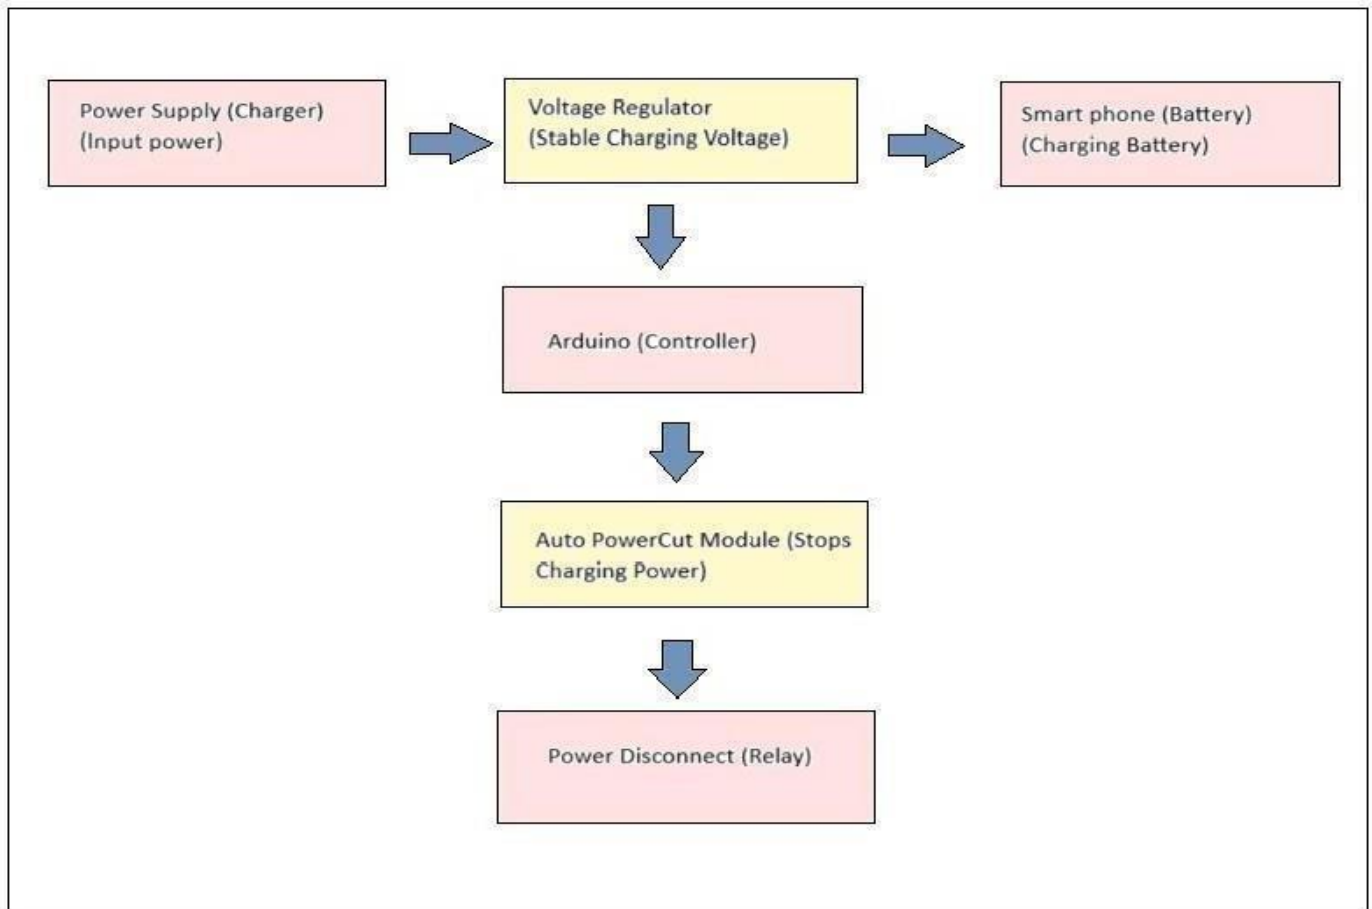 Power Supply (Charger)
(Input power)
Voltage Regulator
(Stable Charging Voltage)
Smart phone (Battery)
(Charging Battery)
Arduino (Controller)
Auto PowerCut Module (Stops
Charging Power)
Power Disconnect (Relay)